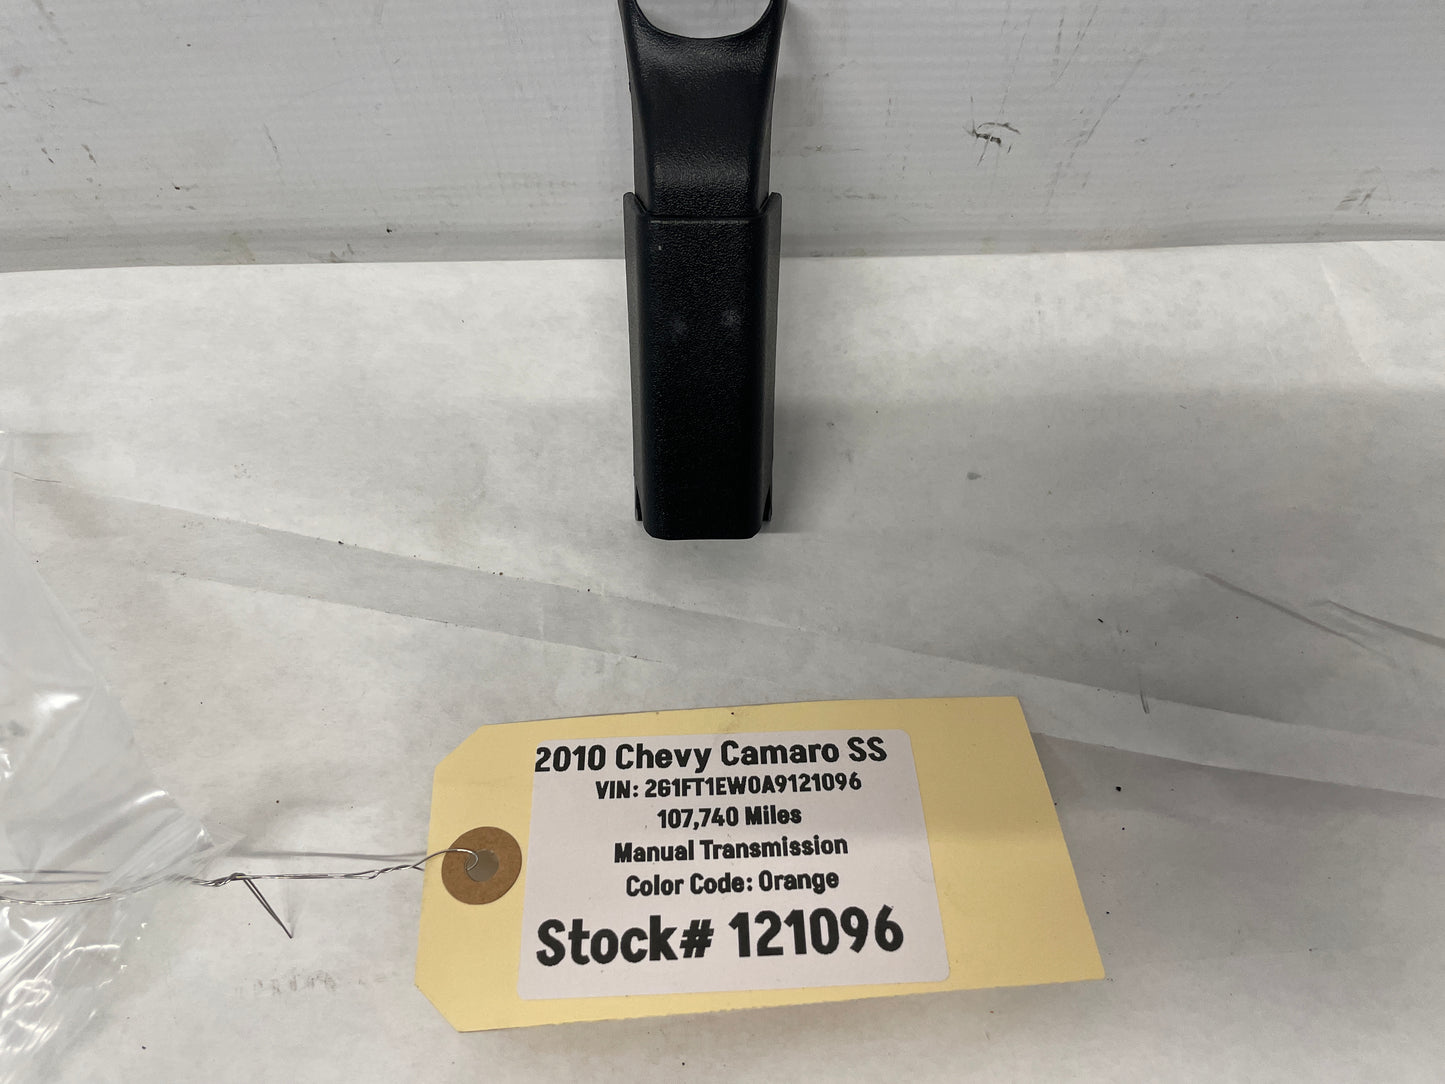 2010 Chevy Camaro SS
VIN: 2G1FT1EW0A9121096
107,740 Miles
Manual Transmission
Color Code: Orange
Stock# 121096